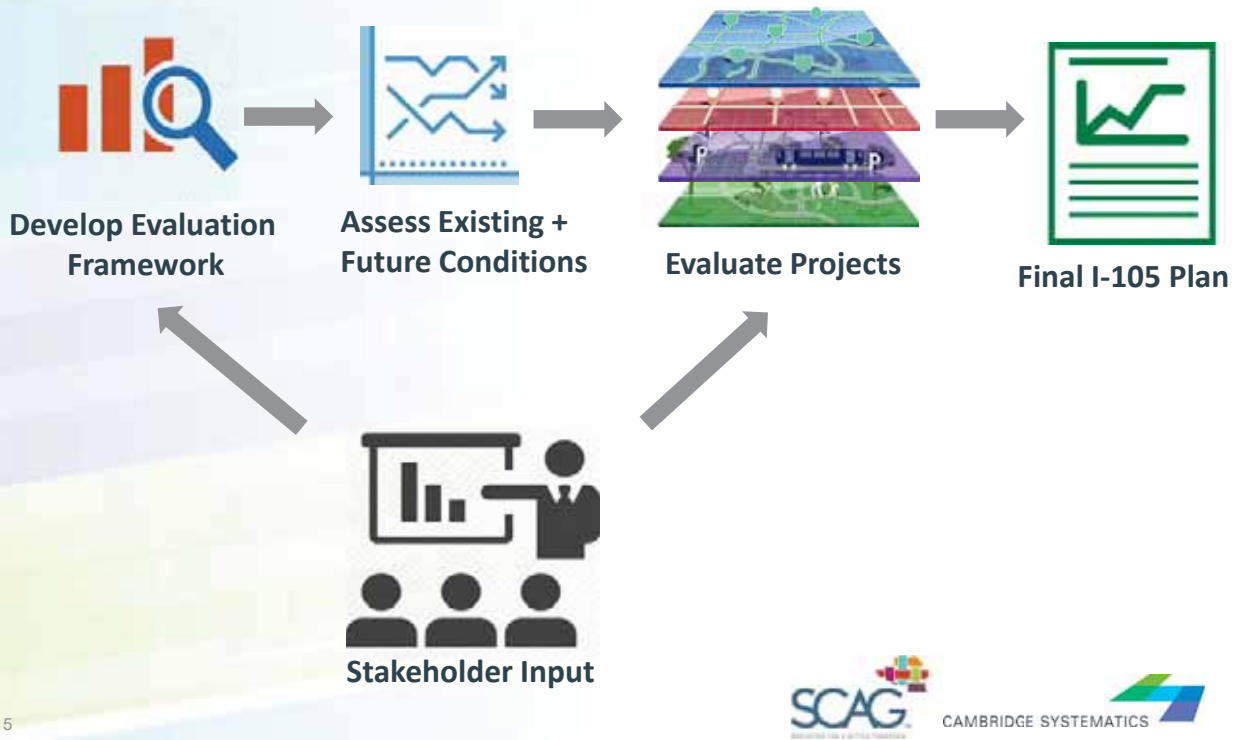 Develop Evaluation
Framework
Assess Existing +
Future Conditions
P
P
Evaluate Projects
Final I-105 Plan
Stakeholder Input
5
SCAG
CAMBRIDGE SYSTEMATICS